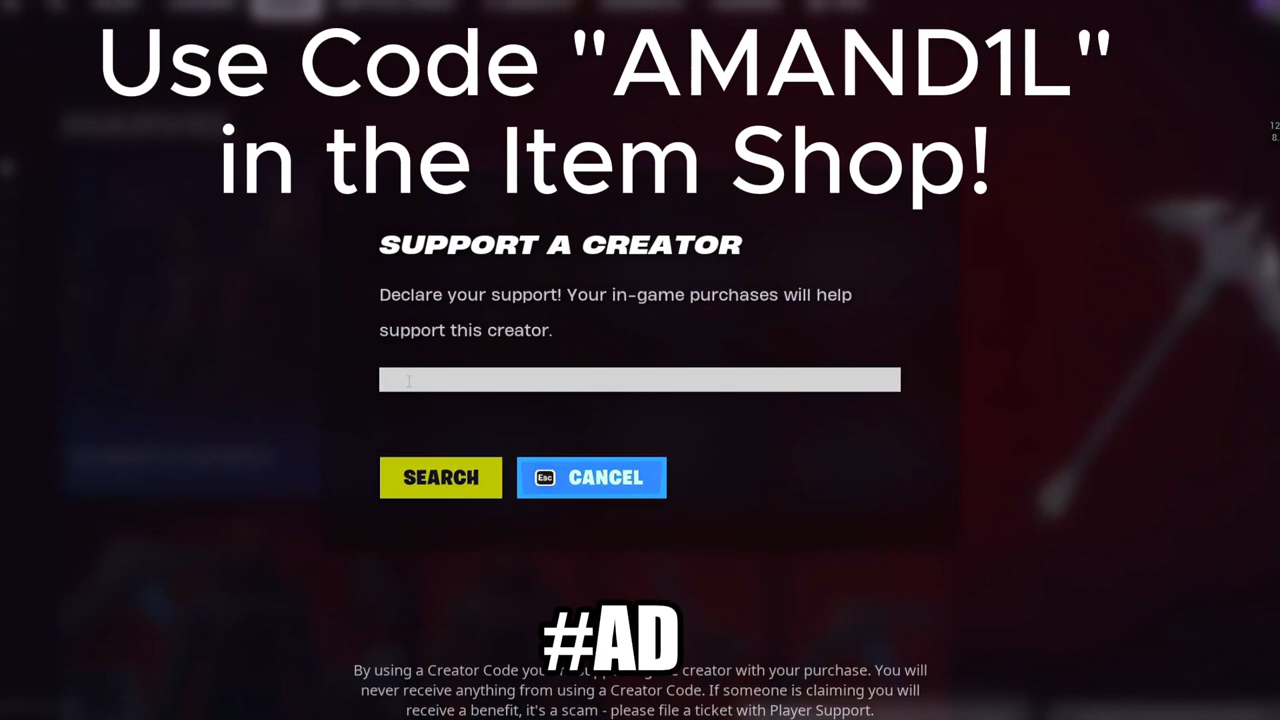 Use Code "AMAND1L"
in the Item Shop!
SUPPORT A CREATOR
Declare your support! Your in-game purchases will help
support this creator.
SEARCH
Esc CANCEL
#AD
By using a Creator Code you creator with your purchase. You will
never receive anything from using a Creator Code. If someone is claiming you will
receive a benefit, it's a scam - please file a ticket with Player Support.